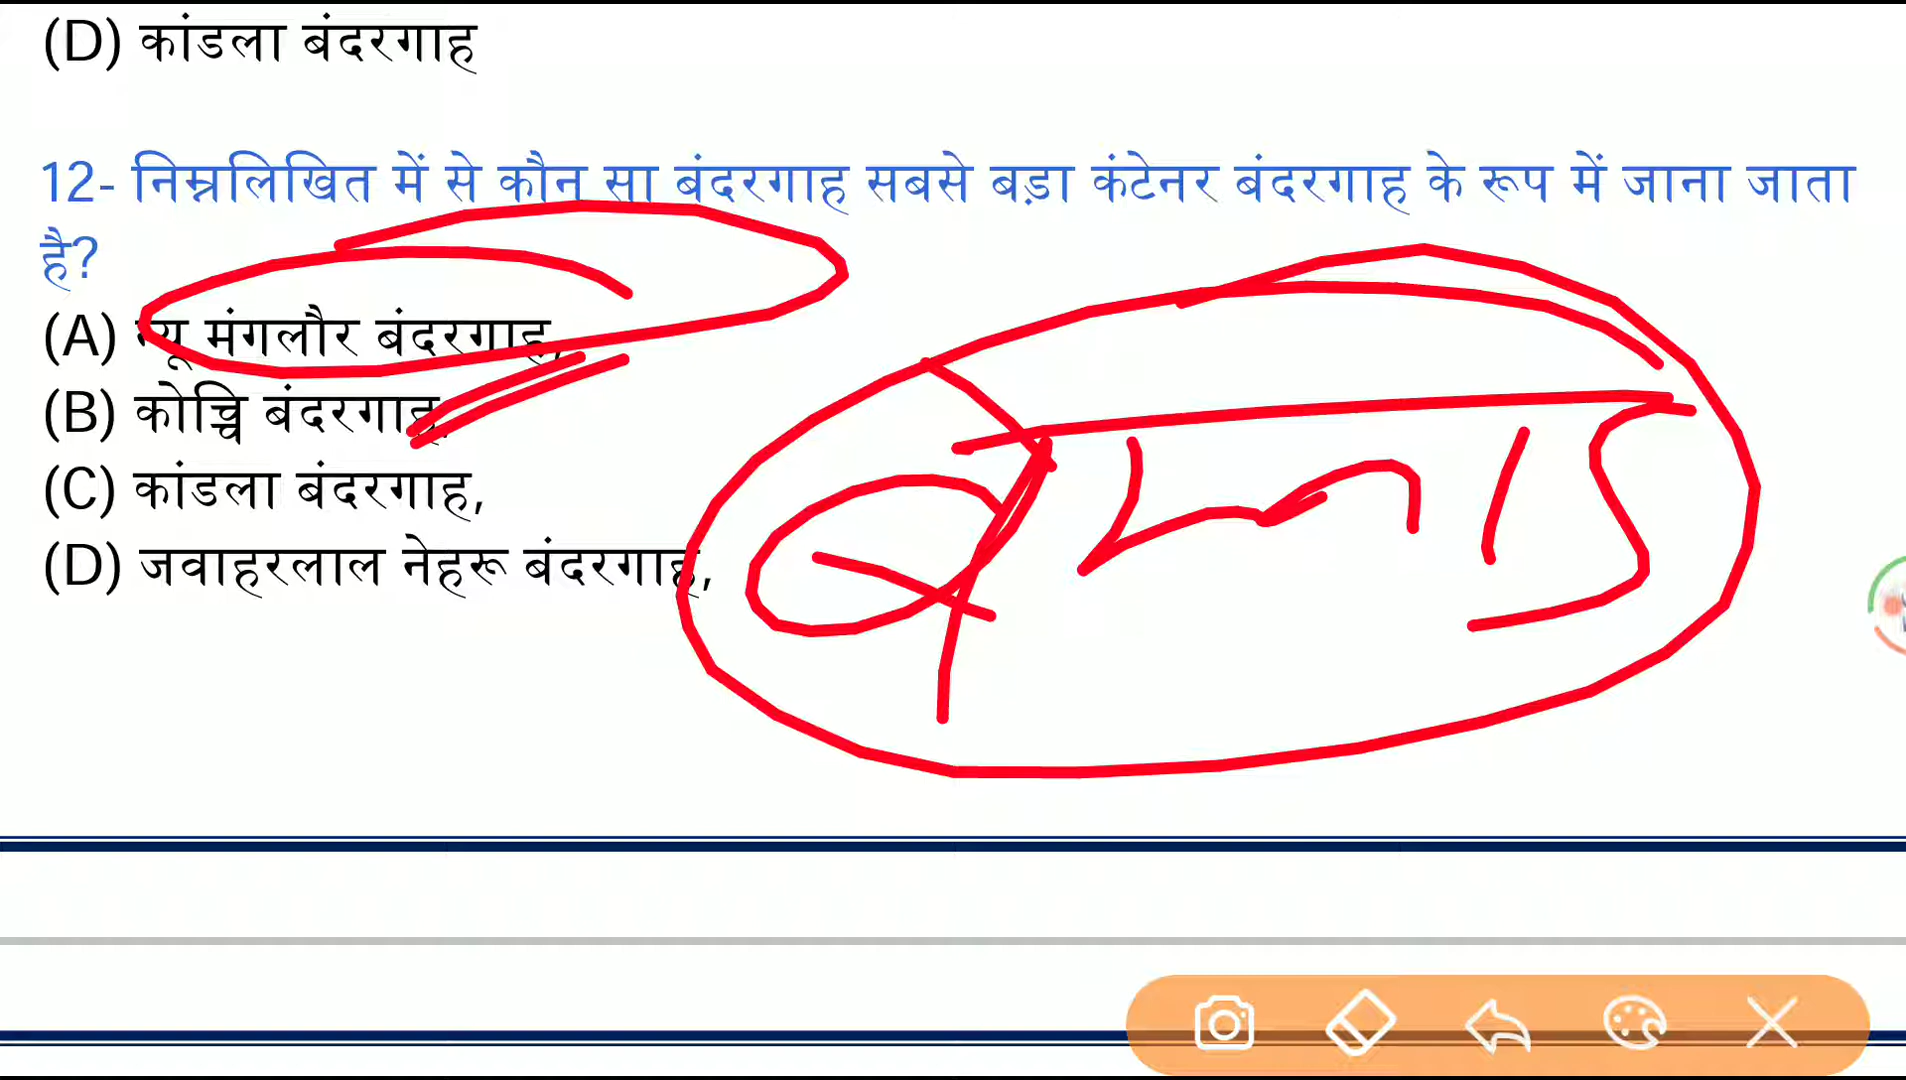 (D) कांडला बंदरगाह
12- निम्नलिखित में से कौन सा बंदरगाह सबसे बड़ा कंटेनर बंदरगाह के रूप में जाना जाता
है?
(A) न्यू मंगलौर बंदरगाह,
(B) कोच्चि बंदरगाह,
(C) कांडला बंदरगाह,
(D) जवाहरलाल नेहरू बंदरगाह,